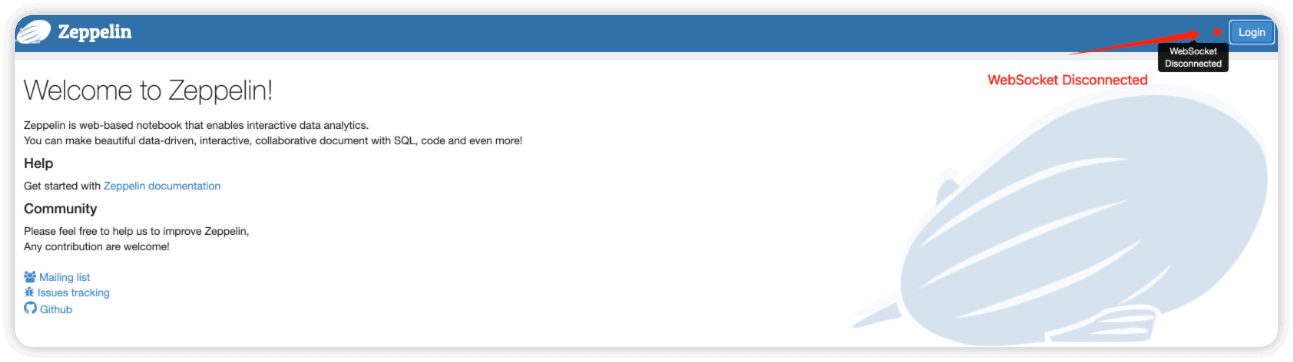 Zeppelin
Login
WebSocket
Disconnected
WebSocket Disconnected
Welcome to Zeppelin!
Zeppelin is web-based notebook that enables interactive data analytics.
You can make beautiful data-driven, interactive, collaborative document with SQL, code and even more!
Help
Get started with Zeppelin documentation
Community
Please feel free to help us to improve Zeppelin,
Any contribution are welcome!
Mailing list
Issues tracking
Github